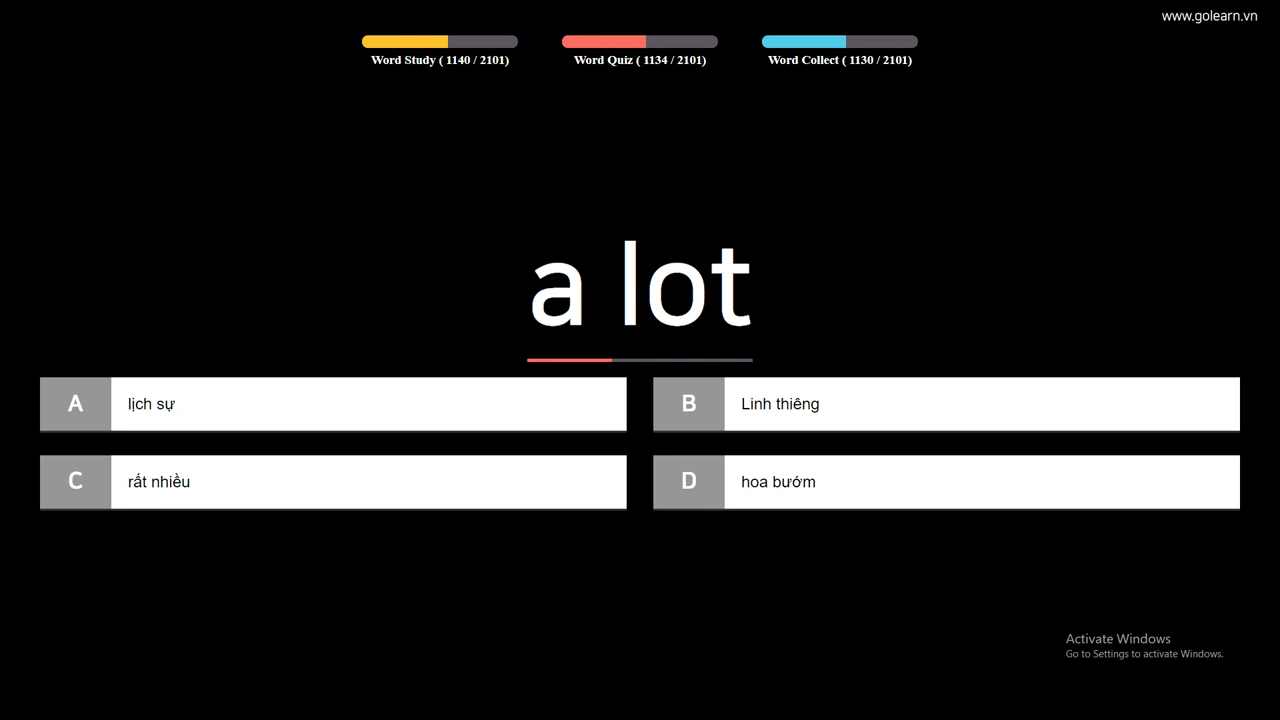 www.golearn.vn
Word Study ( 1140 / 2101)
Word Quiz ( 1134 / 2101)
Word Collect ( 1130 / 2101)
a lot
A lịch sự
B Linh thiêng
C rất nhiều
D hoa bướm
Activate Windows
Go to Settings to activate Windows.